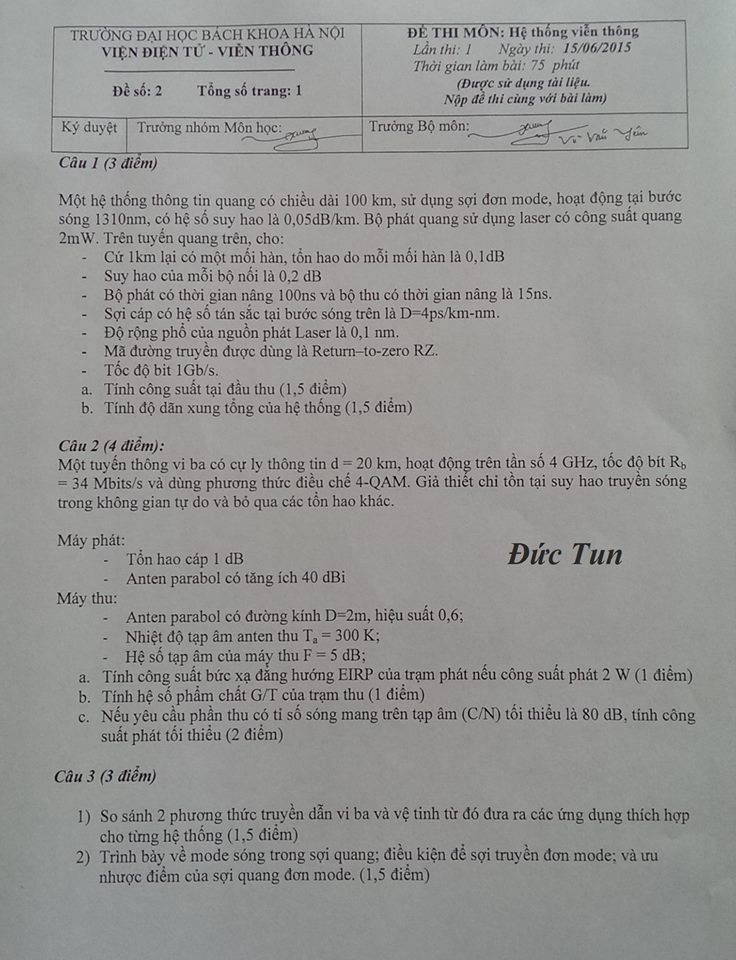 TRƯỜNG ĐẠI HỌC BÁCH KHOA HÀ NỘI
VIỆN ĐIỆN TỬ - VIỄN THÔNG
Đề số: 2 Tổng số trang: 1
ĐỀ THI MÔN: Hệ thống viễn thông
Lần thi: 1 Ngày thi: 15/06/2015
Thời gian làm bài: 75 phút
(Được sử dụng tài liệu.
Nộp đề thi cùng với bài làm)
Ký duyệt Trưởng nhóm Môn học:
Trưởng Bộ môn:
Câu 1 (3 điểm)
Một hệ thống thông tin quang có chiều dài 100 km, sử dụng sợi đơn mode, hoạt động tại bước
sóng 1310nm, có hệ số suy hao là 0,05dB/km. Bộ phát quang sử dụng laser có công suất quang
2mW. Trên tuyến quang trên, cho:
- Cứ 1km lại có một mối hàn, tổn hao do mỗi mối hàn là 0,1dB
- Suy hao của mỗi bộ nối là 0,2 dB
- Bộ phát có thời gian nâng 100ns và bộ thu có thời gian nâng là 15ns.
- Sợi cáp có hệ số tán sắc tại bước sóng trên là D=4ps/km-nm.
- Độ rộng phổ của nguồn phát Laser là 0,1 nm.
- Mã đường truyền được dùng là Return–to-zero RZ.
- Tốc độ bit 1Gb/s.
a. Tính công suất tại đầu thu (1,5 điểm)
b. Tính độ dãn xung tổng của hệ thống (1,5 điểm)
Câu 2 (4 điểm):
Một tuyến thông vi ba có cự ly thông tin d = 20 km, hoạt động trên tần số 4 GHz, tốc độ bít Rb
= 34 Mbits/s và dùng phương thức điều chế 4-QAM. Giả thiết chỉ tồn tại suy hao truyền sóng
trong không gian tự do và bỏ qua các tổn hao khác.
Máy phát:
- Tổn hao cáp 1 dB
- Anten parabol có tăng ích 40 dBi
Đức Tun
Máy thu:
- Anten parabol có đường kính D=2m, hiệu suất 0,6;
- Nhiệt độ tạp âm anten thu Ta = 300 K;
- Hệ số tạp âm của máy thu F = 5 dB;
a. Tính công suất bức xạ đẳng hướng EIRP của trạm phát nếu công suất phát 2 W (1 điểm)
b. Tính hệ số phẩm chất G/T của trạm thu (1 điểm)
c. Nếu yêu cầu phần thu có tỉ số sóng mang trên tạp âm (C/N) tối thiểu là 80 dB, tính công
suất phát tối thiểu (2 điểm)
Câu 3 (3 điểm)
1) So sánh 2 phương thức truyền dẫn vi ba và vệ tinh từ đó đưa ra các ứng dụng thích hợp
cho từng hệ thống (1,5 điểm)
2) Trình bày về mode sóng trong sợi quang; điều kiện để sợi truyền đơn mode; và ưu
nhược điểm của sợi quang đơn mode. (1,5 điểm)